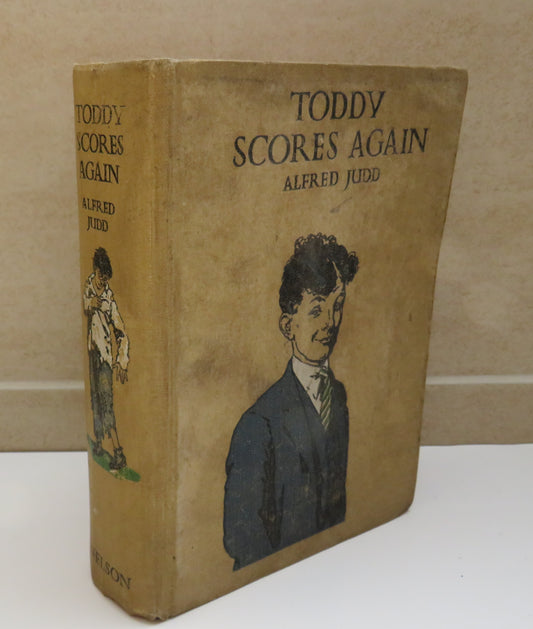 TODDY
SCORES AGAIN
ALFRED JUDD
TODDY
SCORES
AGAIN
ALFRED
JUDD
NELSON